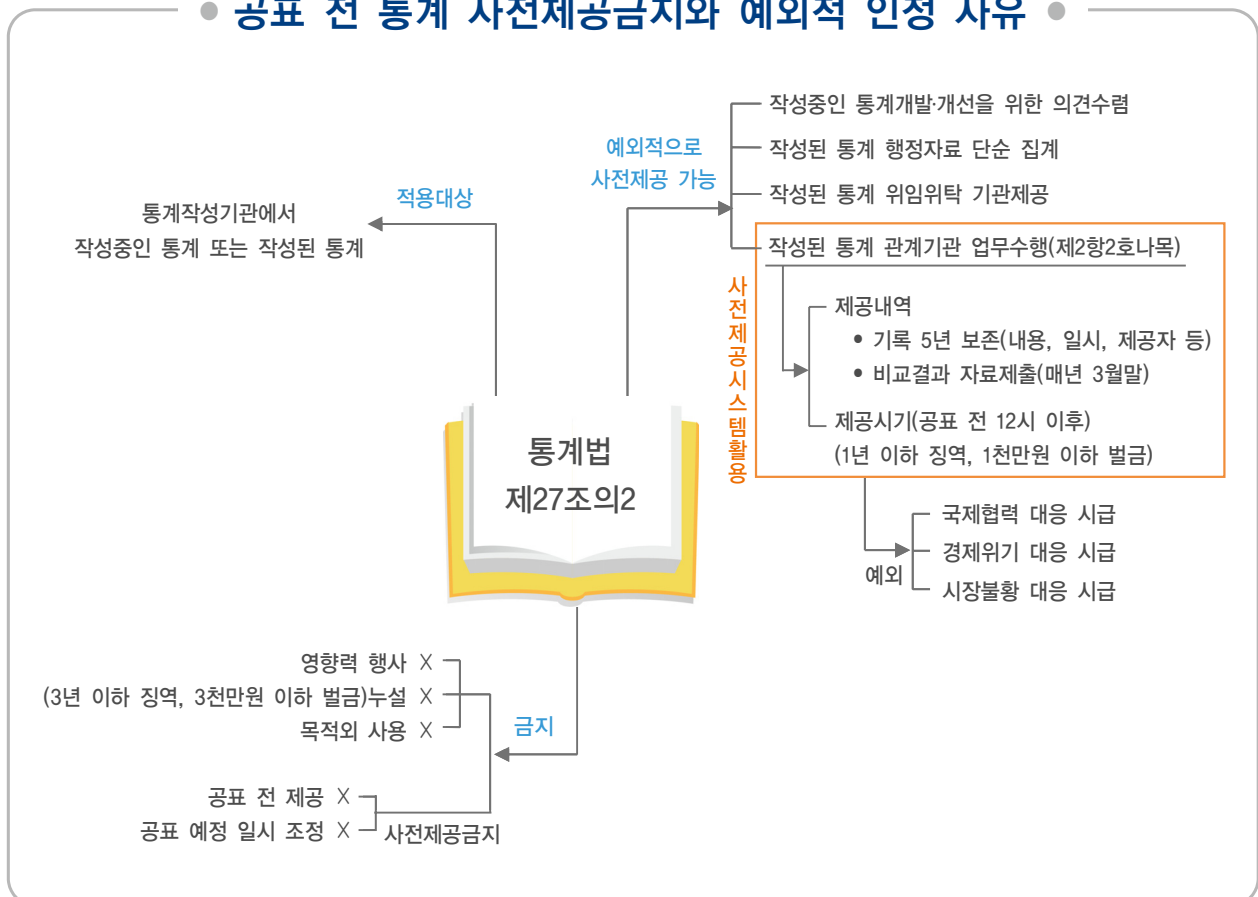 공표 전 통계 사전제공금지와 예외적 인정 사유
적용대상
통계작성기관에서
작성중인 통계 또는 작성된 통계
예외적으로
사전제공 가능
작성중인 통계개발·개선을 위한 의견수렴
작성된 통계 행정자료 단순 집계
작성된 통계 위임위탁 기관제공
작성된 통계 관계기관 업무수행(제2항2호나목)
사전제공시스템활용
제공내역
• 기록 5년 보존(내용, 일시, 제공자 등)
• 비교결과 자료제출(매년 3월말)
제공시기(공표 전 12시 이후)
(1년 이하 징역, 1천만원 이하 벌금)
예외
국제협력 대응 시급
경제위기 대응 시급
시장불황 대응 시급
통계법
제27조의2
금지
영향력 행사 X
(3년 이하 징역, 3천만원 이하 벌금)누설 X
목적외 사용 X
공표 전 제공 X
공표 예정 일시 조정 X
사전제공금지